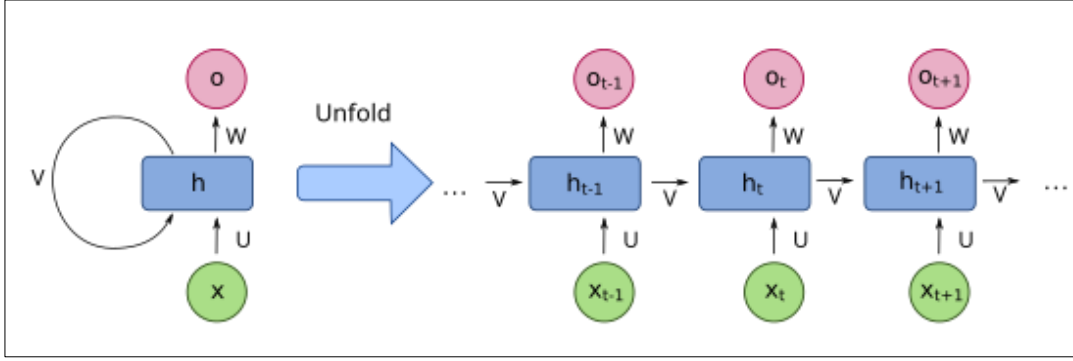 o
W
V
h
U
x
Unfold
...
V
o_{t-1}
W
h_{t-1}
V
U
x_{t-1}
o_t
W
h_t
V
U
x_t
o_{t+1}
W
h_{t+1}
V
U
x_{t+1}
...